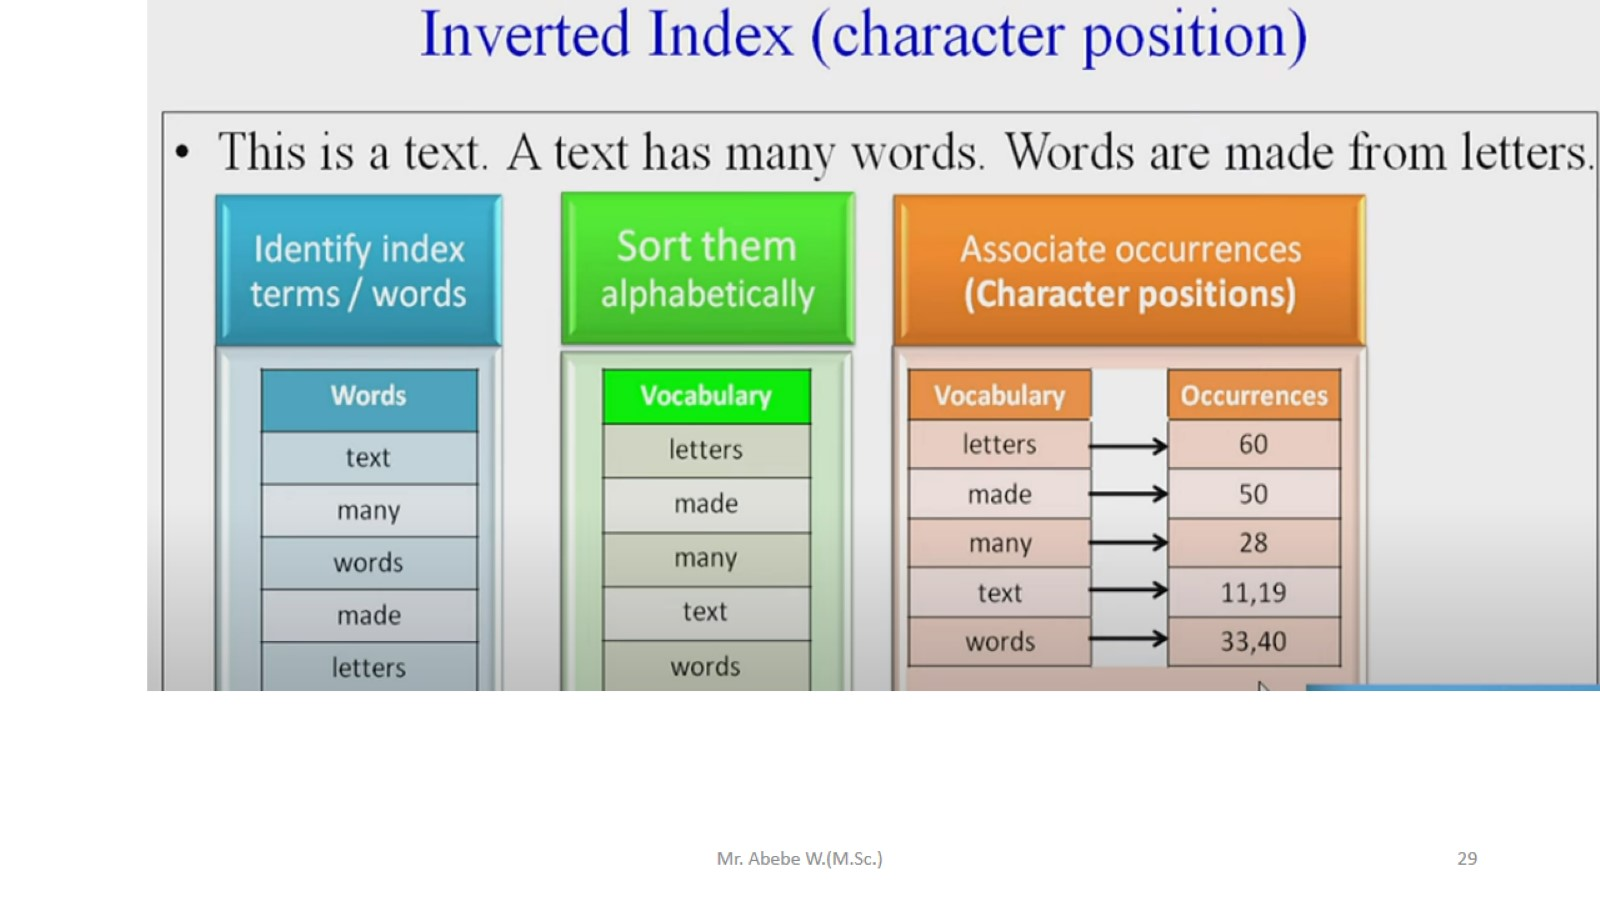 Inverted Index (character position)
• This is a text. A text has many words. Words are made from letters.
Identify index
terms / words
Words
text
many
words
made
letters
Sort them
alphabetically
Vocabulary
letters
made
many
text
words
Associate occurrences
(Character positions)
Vocabulary Occurrences
letters 60
made 50
many 28
text 11,19
words 33,40
Mr. Abebe W.(M.Sc.)
29